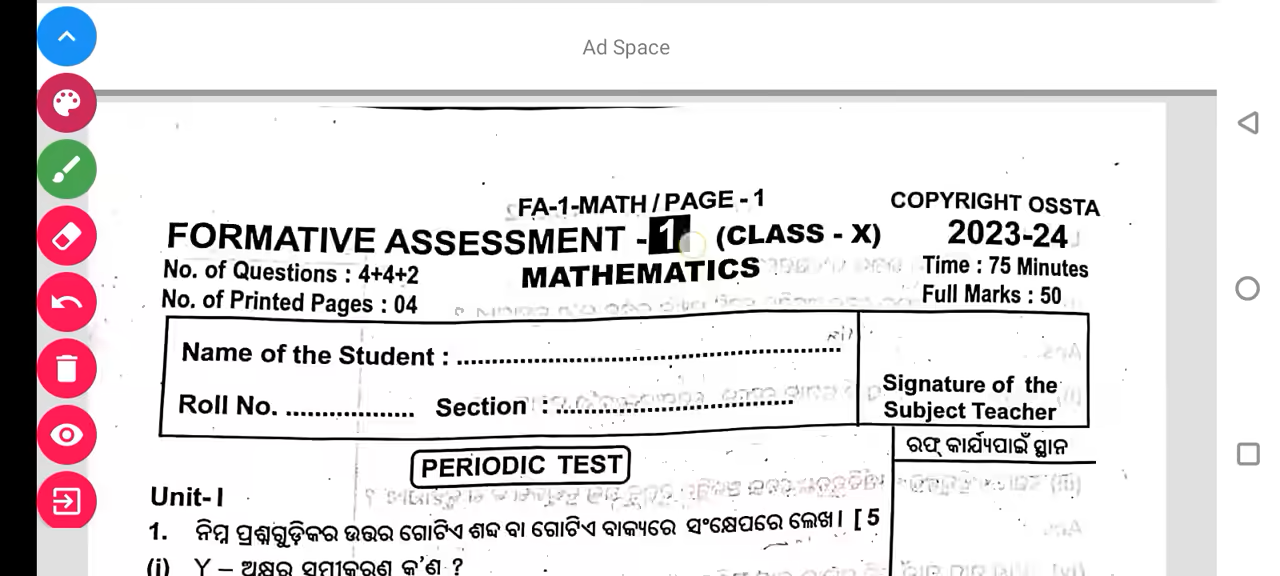 Ad Space
FA-1-MATH / PAGE - 1
COPYRIGHT OSSTA
FORMATIVE ASSESSMENT - 1 (CLASS - X)
2023-24
No. of Questions : 4+4+2
MATHEMATICS
Time : 75 Minutes
No. of Printed Pages : 04
Full Marks : 50
Name of the Student : ..........................................................
Roll No. ................ Section : ..............................
Signature of the
Subject Teacher
ରଫ୍ କାର୍ଯ୍ୟପାଇଁ ସ୍ଥାନ
PERIODIC TEST
Unit-I
1. ନିମ୍ନ ପ୍ରଶ୍ନଗୁଡ଼ିକର ଉତ୍ତର ଗୋଟିଏ ଶବ୍ଦ ବା ଗୋଟିଏ ବାକ୍ୟରେ ସଂକ୍ଷେପରେ ଲେଖ। [ 5
(i) Y – ଅକ୍ଷର ସମୀକରଣ କ'ଣ ?